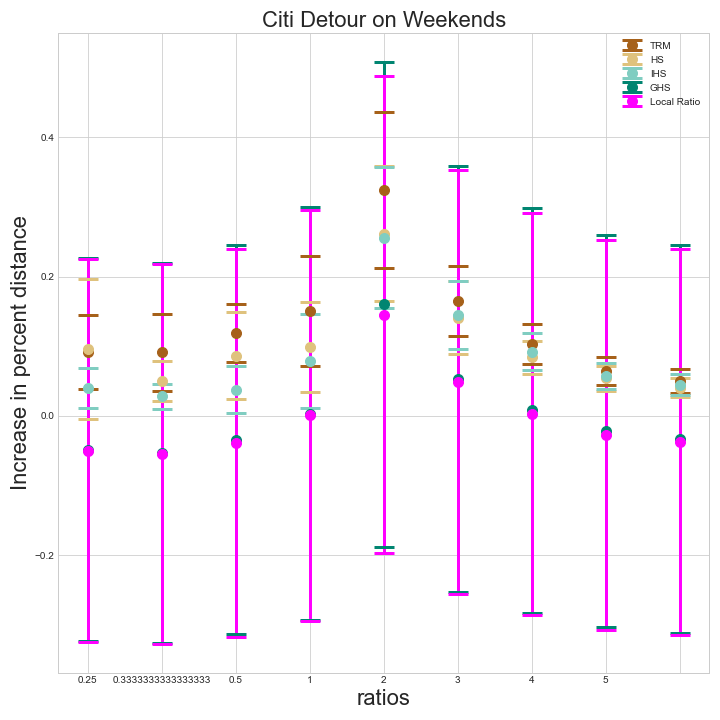 Citi Detour on Weekends
TRM
HS
IHS
GHS
Local Ratio
Increase in percent distance
0.4
0.2
0.0
−0.2
0.25 0.3333333333333333 0.5 1 2 3 4 5
ratios